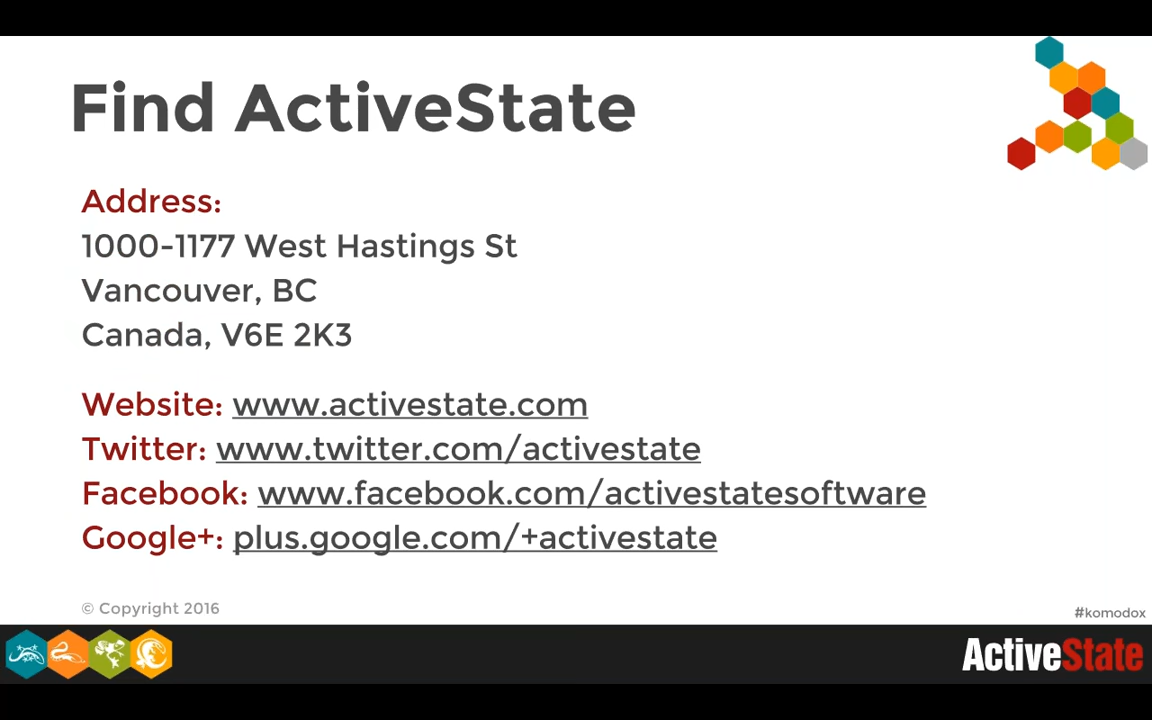 Find ActiveState
Address:
1000-1177 West Hastings St
Vancouver, BC
Canada, V6E 2K3
Website: www.activestate.com
Twitter: www.twitter.com/activestate
Facebook: www.facebook.com/activestatesoftware
Google+: plus.google.com/+activestate
© Copyright 2016
#komodox
ActiveState